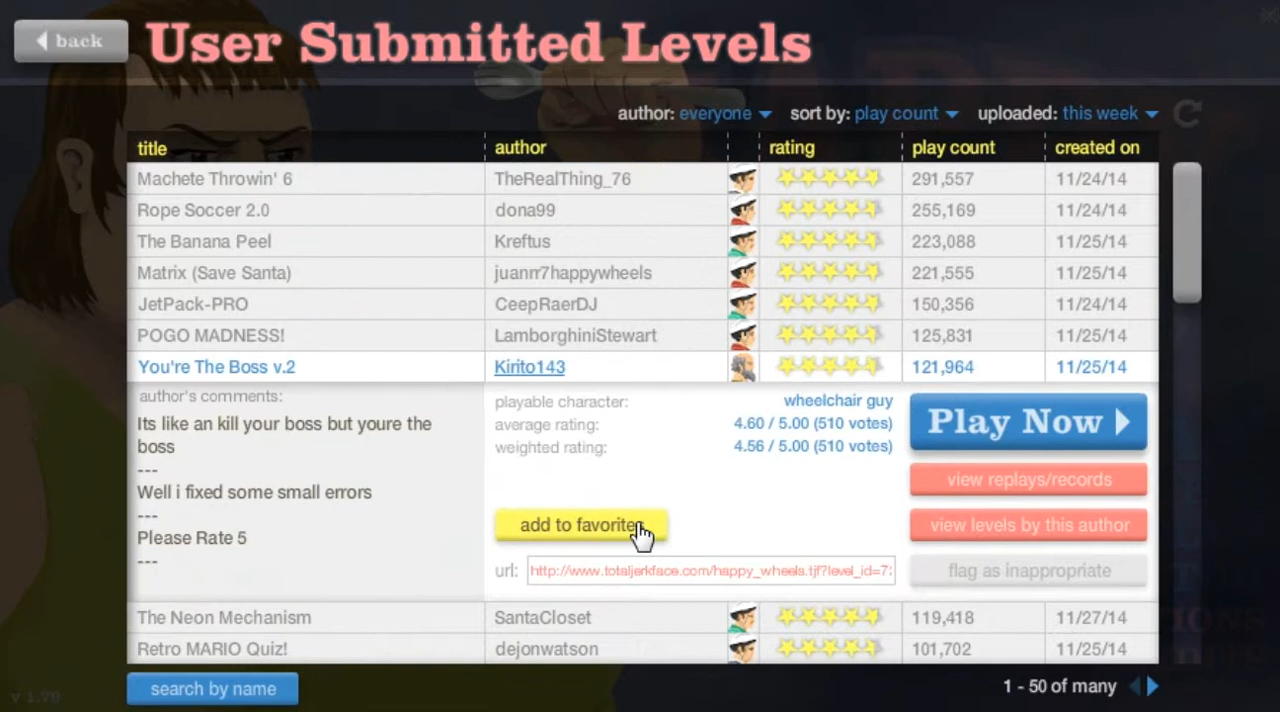 back
User Submitted Levels
author: everyone sort by: play count uploaded: this week
title author rating play count created on
Machete Throwin' 6 TheRealThing_76 291,557 11/24/14
Rope Soccer 2.0 dona99 255,169 11/24/14
The Banana Peel Kreftus 223,088 11/25/14
Matrix (Save Santa) juanrr7happywheels 221,555 11/25/14
JetPack-PRO CeepRaerDJ 150,356 11/24/14
POGO MADNESS! LamborghiniStewart 125,831 11/25/14
You're The Boss v.2 Kirito143 121,964 11/25/14
author's comments:
Its like an kill your boss but youre the
boss
---
Well i fixed some small errors
---
Please Rate 5
---
playable character: wheelchair guy
average rating: 4.60 / 5.00 (510 votes)
weighted rating: 4.56 / 5.00 (510 votes)
add to favorites
url: http://www.totaljerkface.com/happy_wheels.tjf?level_id=7
Play Now
view replays/records
view levels by this author
flag as inappropriate
The Neon Mechanism SantaCloset 119,418 11/27/14
Retro MARIO Quiz! dejonwatson 101,702 11/25/14
search by name
1 - 50 of many
v 1.70